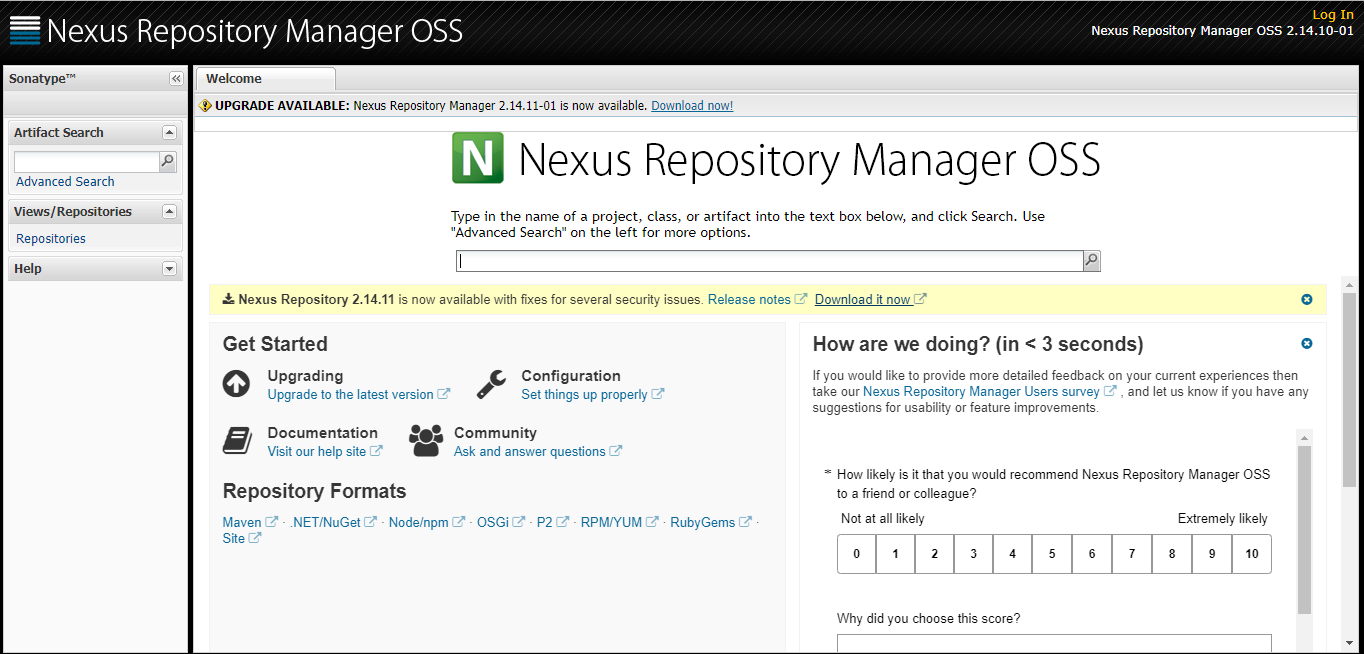 Nexus Repository Manager OSS
Log In
Nexus Repository Manager OSS 2.14.10-01
Sonatype™
Welcome
UPGRADE AVAILABLE: Nexus Repository Manager 2.14.11-01 is now available. Download now!
Artifact Search
Advanced Search
Views/Repositories
Repositories
Help
N Nexus Repository Manager OSS
Type in the name of a project, class, or artifact into the text box below, and click Search. Use
"Advanced Search" on the left for more options.
Nexus Repository 2.14.11 is now available with fixes for several security issues. Release notes Download it now
Get Started
Upgrading
Upgrade to the latest version
Configuration
Set things up properly
Documentation
Visit our help site
Community
Ask and answer questions
Repository Formats
Maven · .NET/NuGet · Node/npm · OSGi · P2 · RPM/YUM · RubyGems ·
Site
How are we doing? (in < 3 seconds)
If you would like to provide more detailed feedback on your current experiences then
take our Nexus Repository Manager Users survey , and let us know if you have any
suggestions for usability or feature improvements.
* How likely is it that you would recommend Nexus Repository Manager OSS
to a friend or colleague?
Not at all likely Extremely likely
0 1 2 3 4 5 6 7 8 9 10
Why did you choose this score?